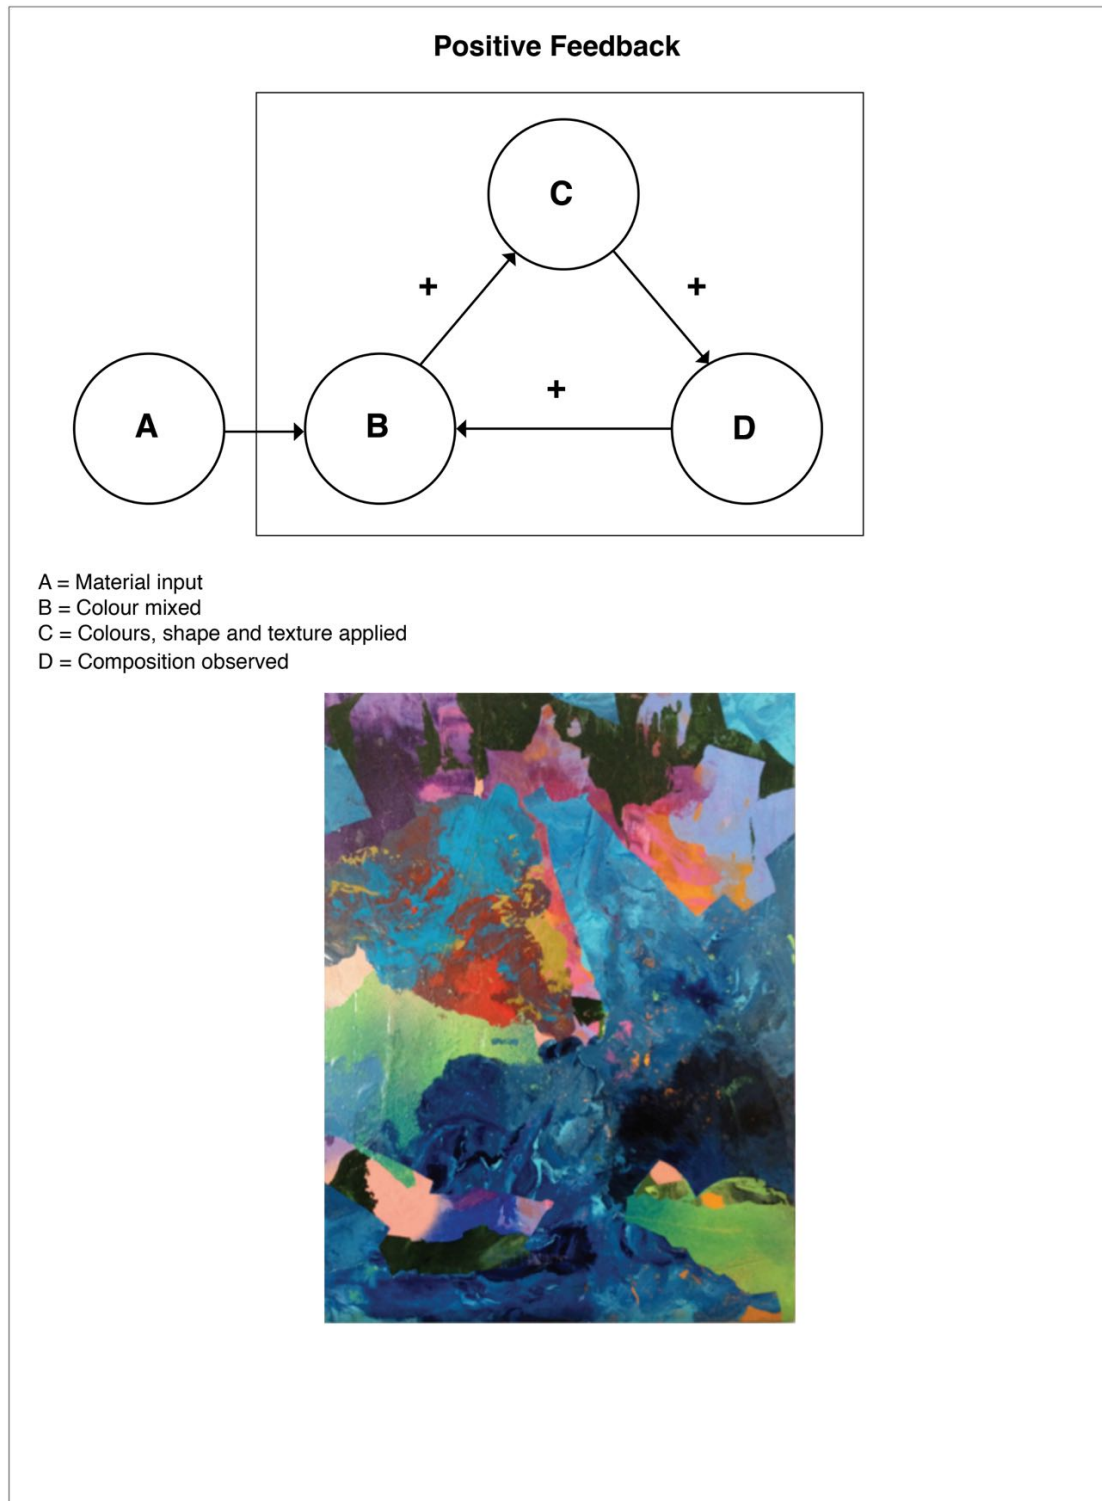 Positive Feedback
C
+ +
+
A B D
A = Material input
B = Colour mixed
C = Colours, shape and texture applied
D = Composition observed